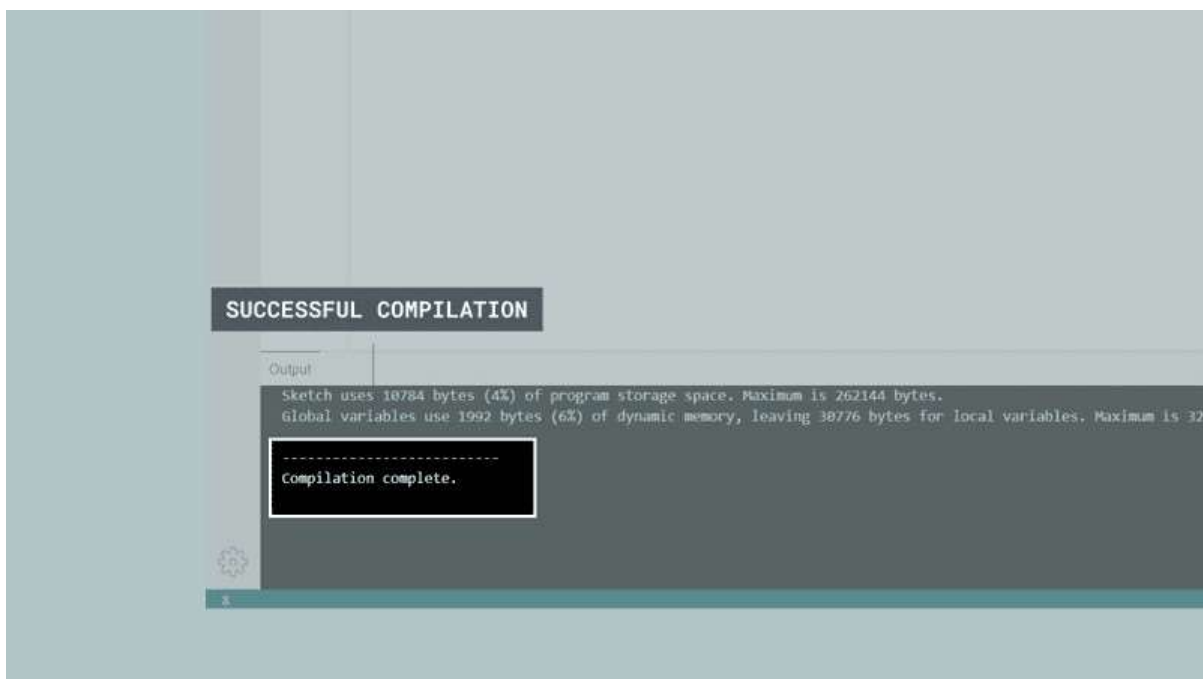 SUCCESSFUL COMPILATION
Output
Sketch uses 10784 bytes (4%) of program storage space. Maximum is 262144 bytes.
Global variables use 1992 bytes (6%) of dynamic memory, leaving 30776 bytes for local variables. Maximum is 32
--------------------------
Compilation complete.